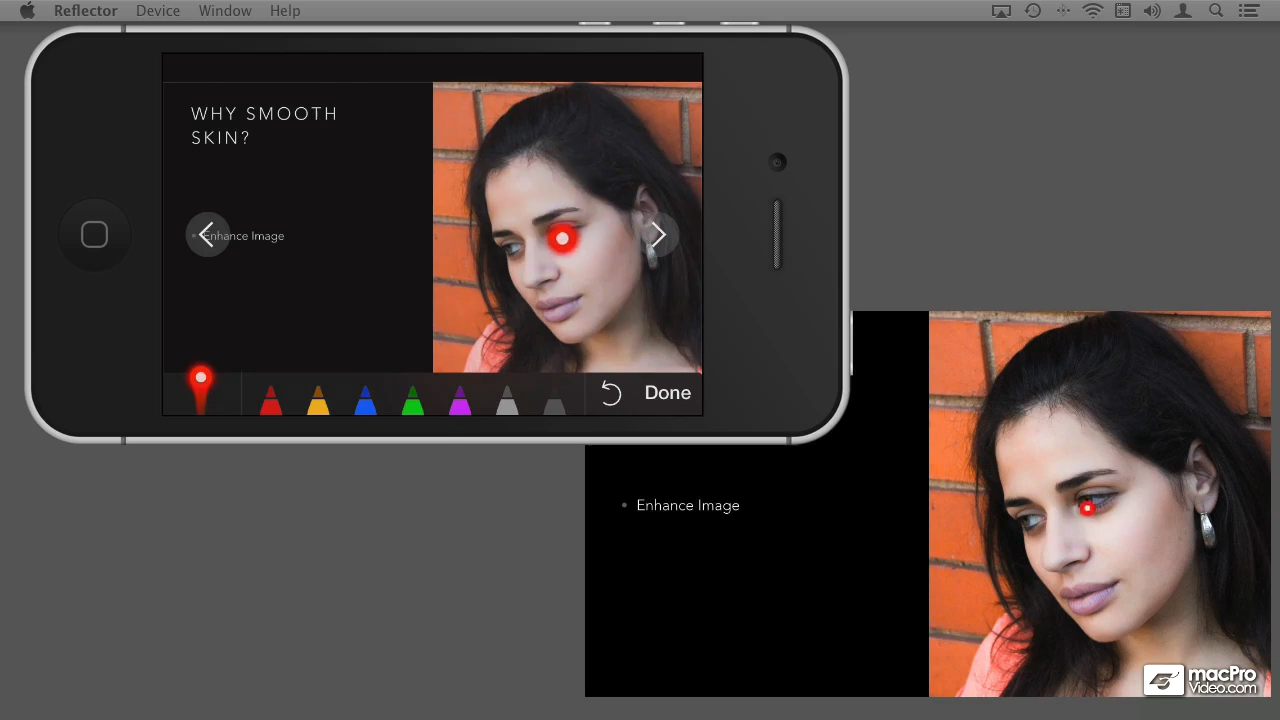 Reflector Device Window Help
WHY SMOOTH
SKIN?
Enhance Image
Done
• Enhance Image
macPro
Video.com